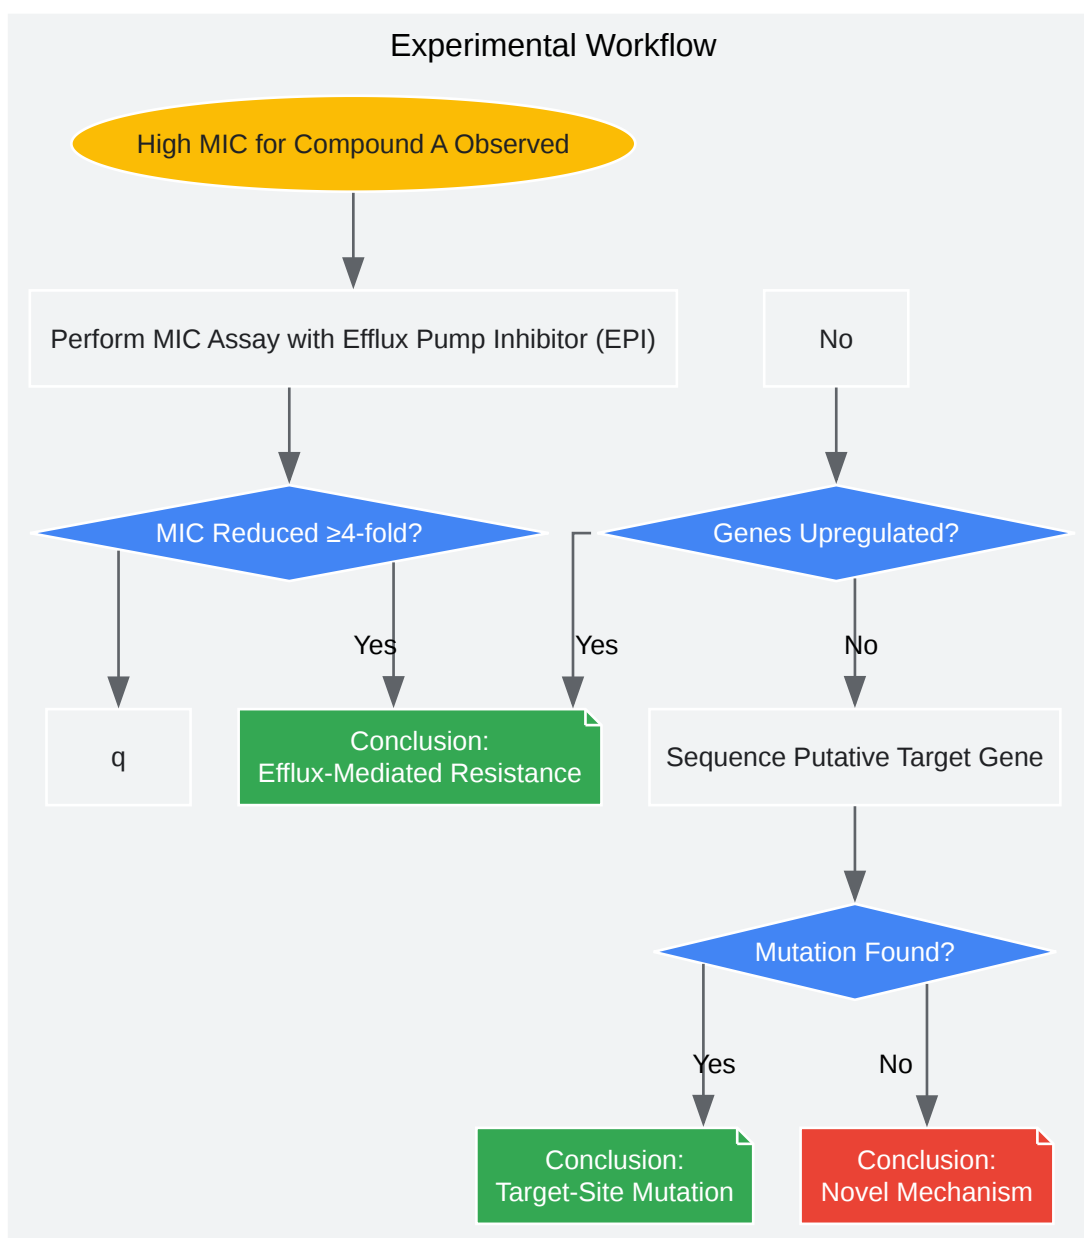 Experimental Workflow
High MIC for Compound A Observed
Perform MIC Assay with Efflux Pump Inhibitor (EPI)
No
MIC Reduced ≥4-fold?
Genes Upregulated?
Yes
Yes
No
q
Conclusion:
Efflux-Mediated Resistance
Sequence Putative Target Gene
Mutation Found?
Yes
No
Conclusion:
Target-Site Mutation
Conclusion:
Novel Mechanism